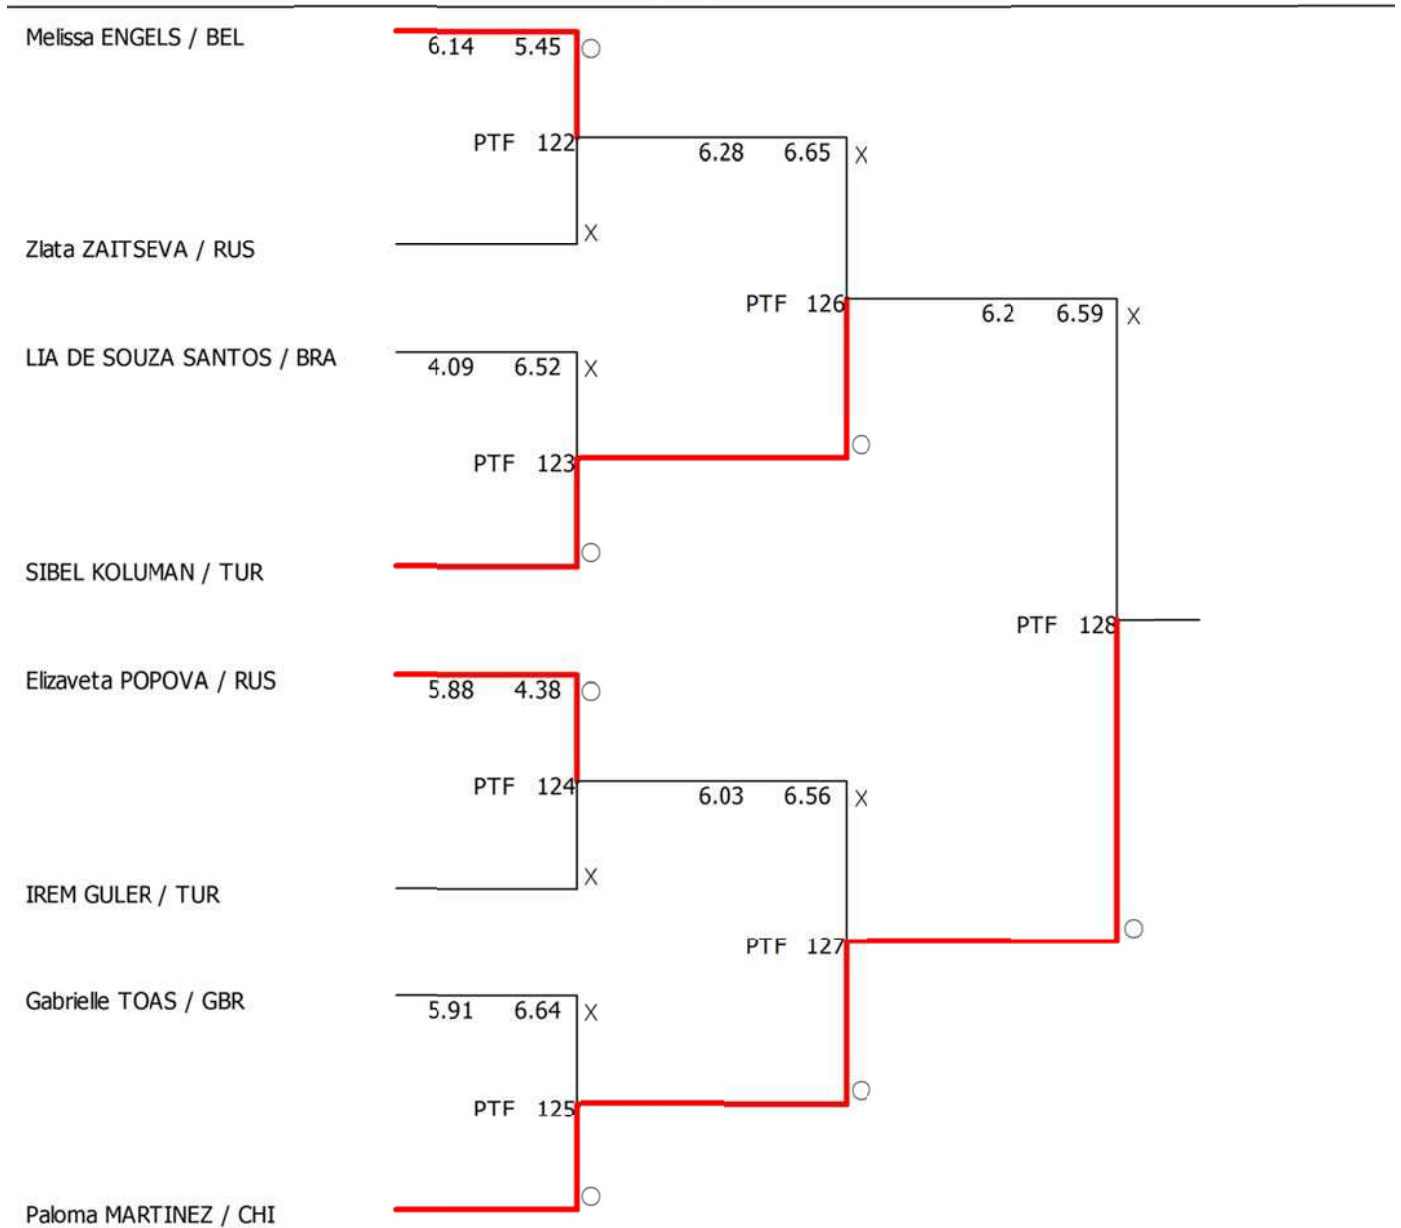 Melissa ENGELS / BEL
6.14 5.45 O
PTF 122
6.28 6.65 X
X
Zlata ZAITSEVA / RUS
PTF 126
6.2 6.59 X
LIA DE SOUZA SANTOS / BRA
4.09 6.52 X
O
PTF 123
O
SIBEL KOLUMAN / TUR
PTF 128
Elizaveta POPOVA / RUS
5.88 4.38 O
PTF 124
6.03 6.56 X
X
IREM GULER / TUR
O
PTF 127
Gabrielle TOAS / GBR
5.91 6.64 X
O
PTF 125
O
Paloma MARTINEZ / CHI